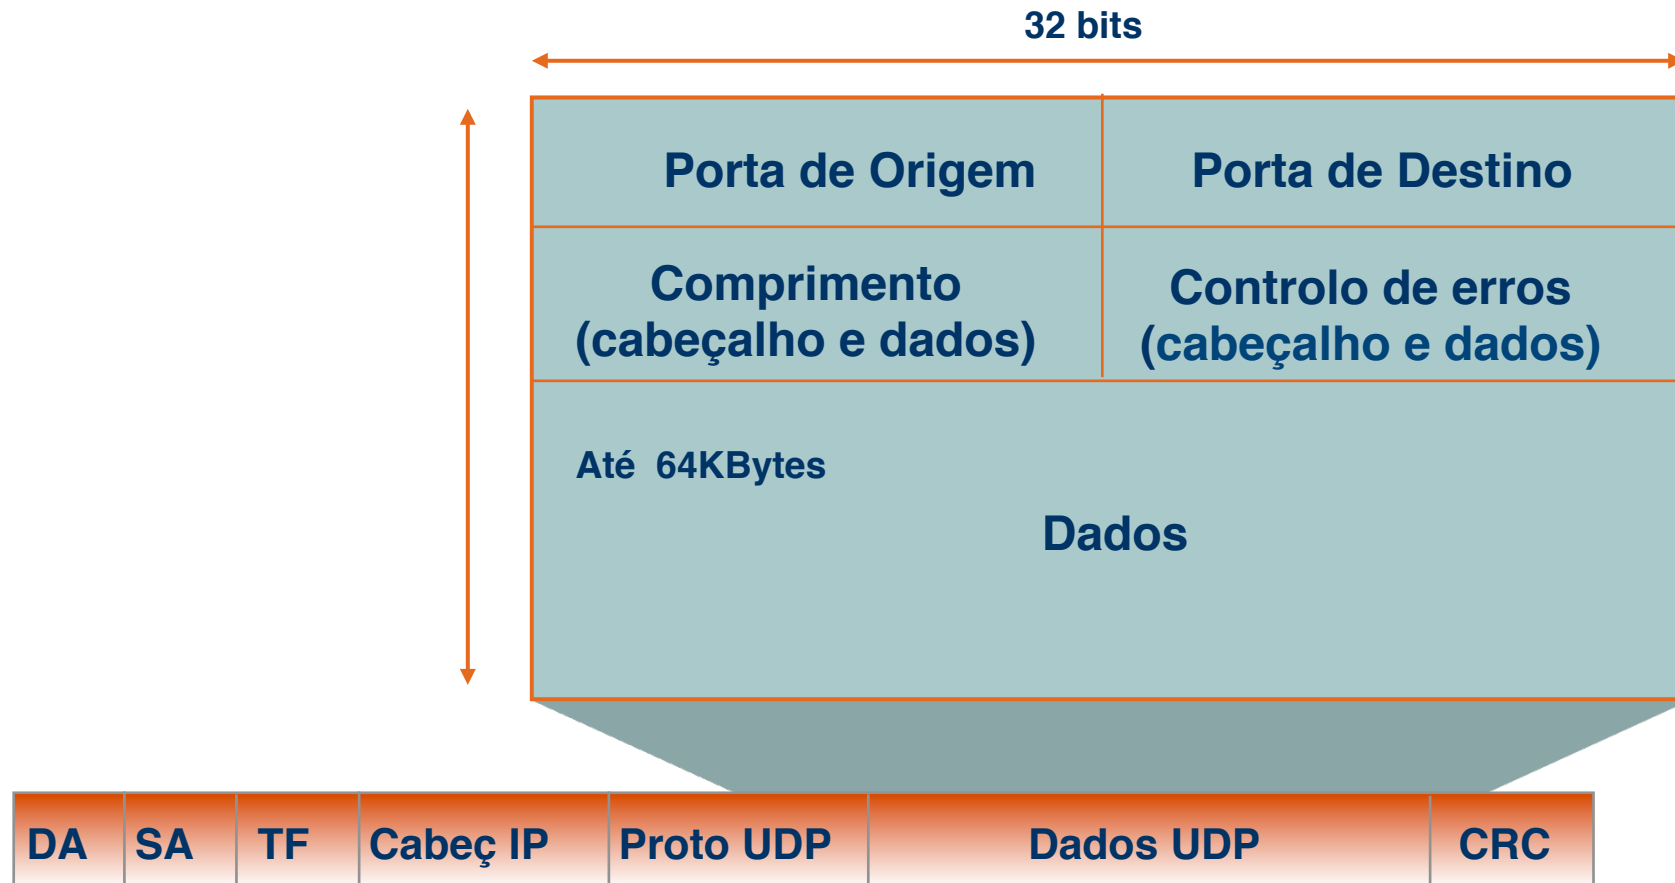 32 bits
Porta de Origem
Porta de Destino
Comprimento
(cabeçalho e dados)
Controlo de erros
(cabeçalho e dados)
Até 64KBytes
Dados
DA SA TF Cabeç IP Proto UDP Dados UDP CRC